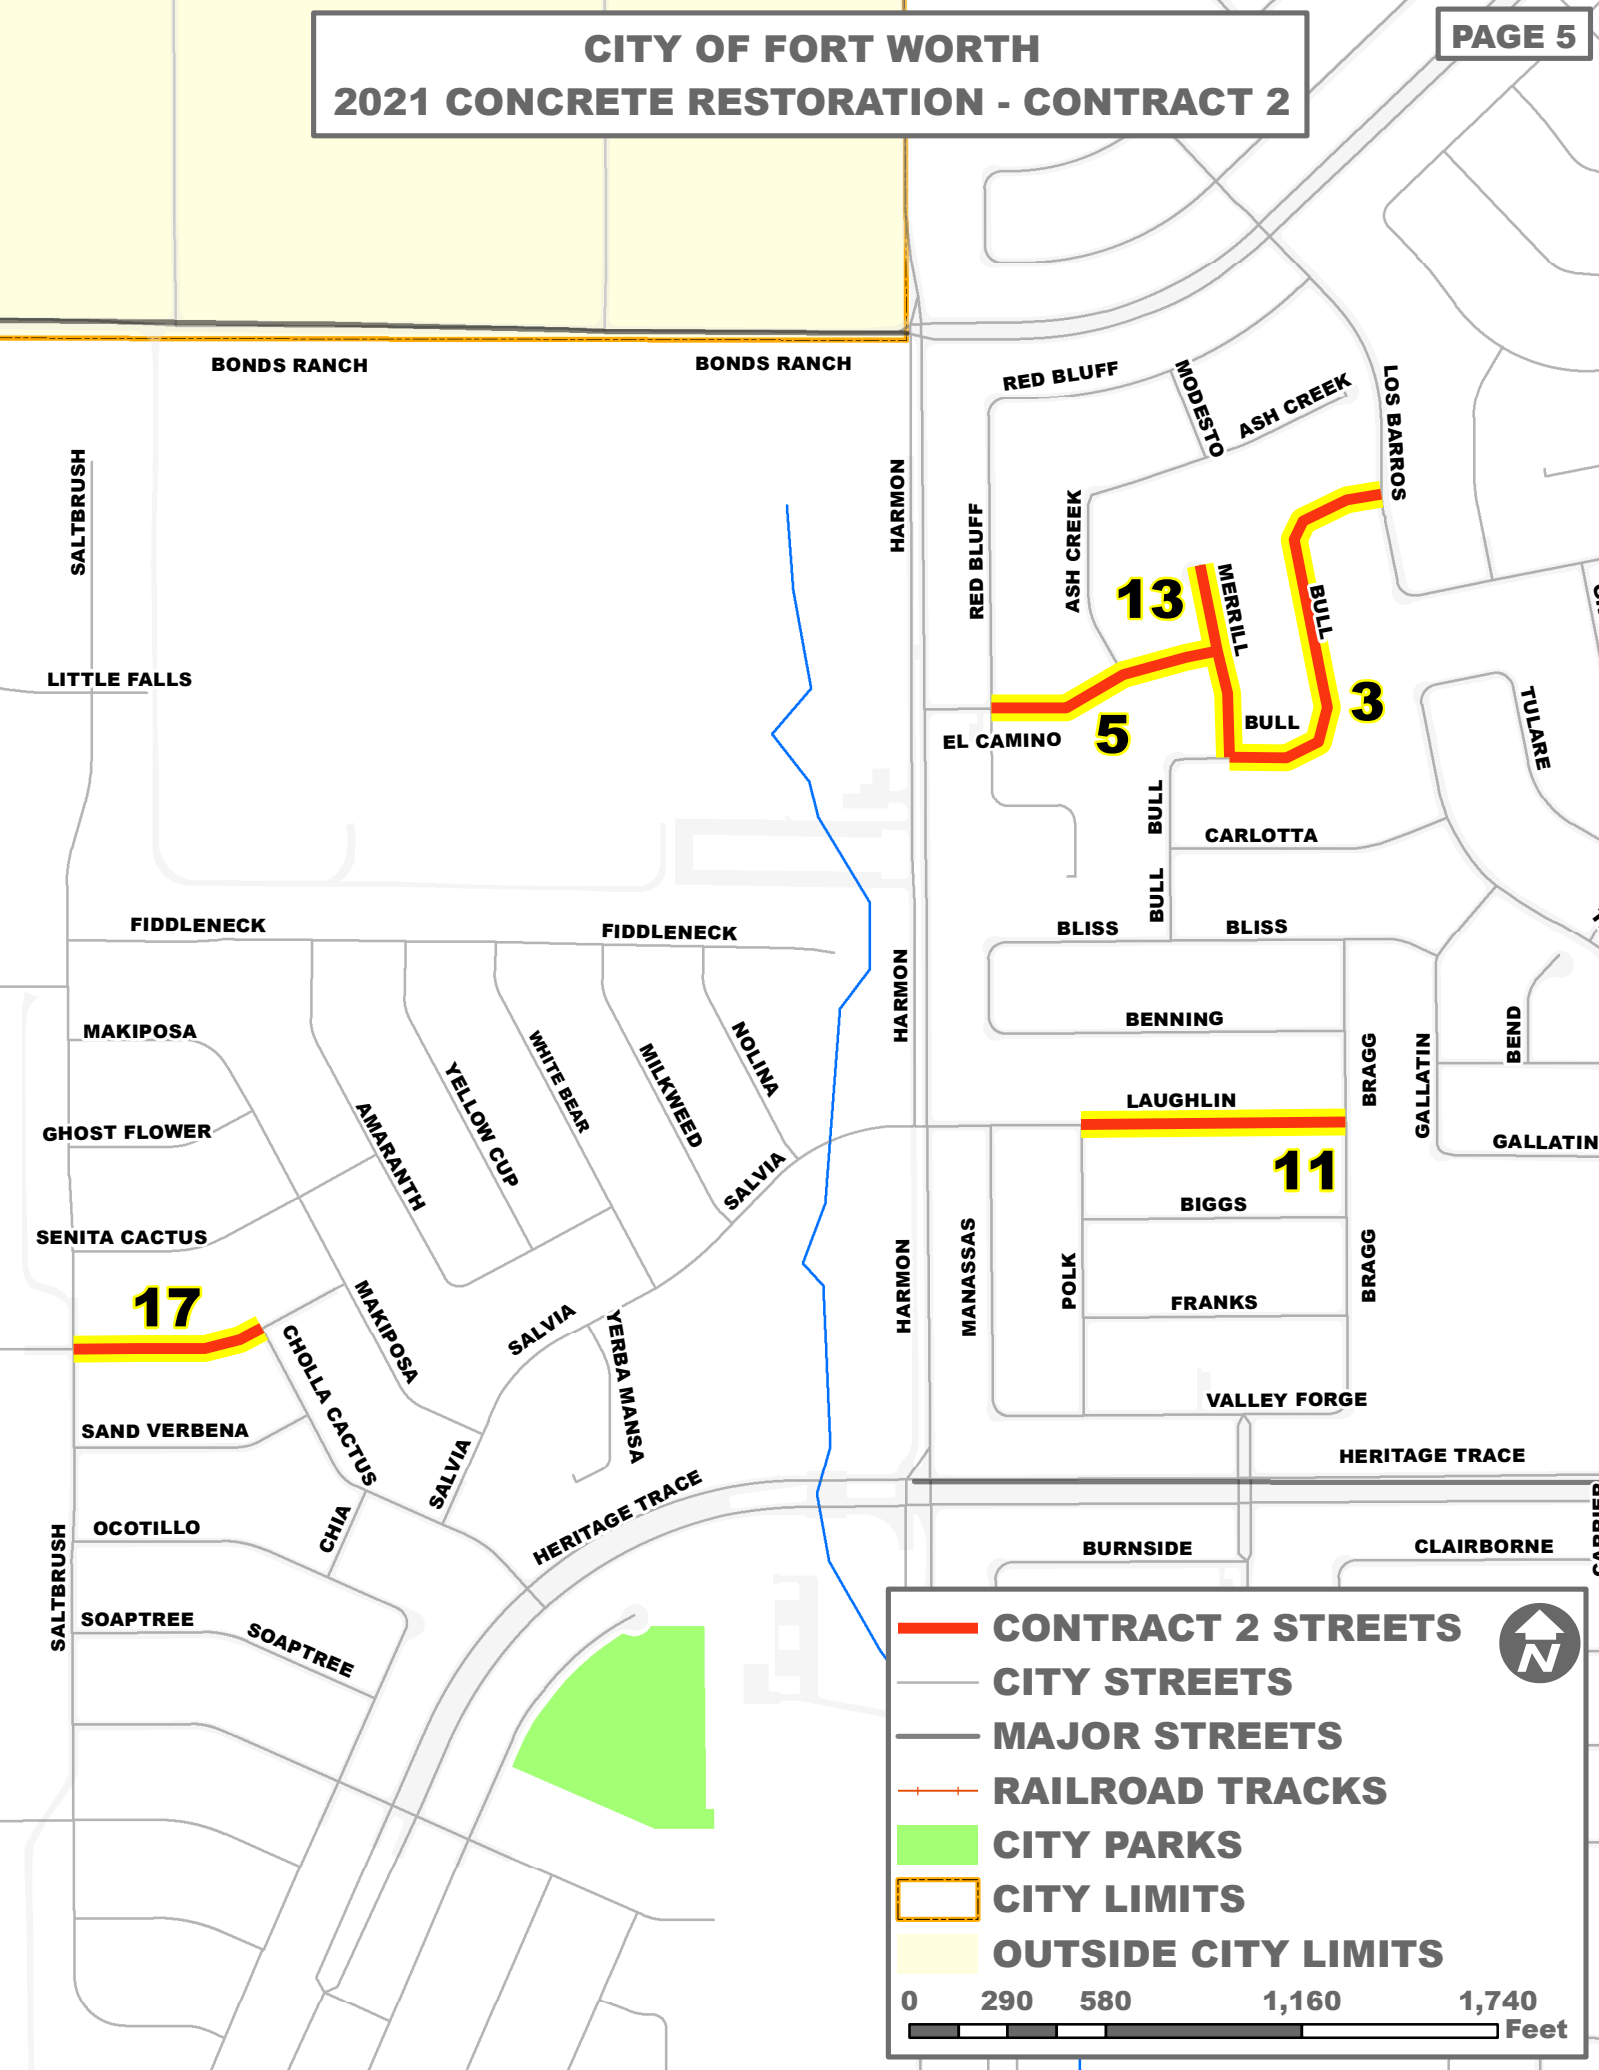 CITY OF FORT WORTH
2021 CONCRETE RESTORATION - CONTRACT 2
PAGE 5
BONDS RANCH
BONDS RANCH
RED BLUFF
MODESTO
ASH CREEK
LOS BARROS
SALTBRUSH
HARMON
RED BLUFF
ASH CREEK
13
MERRILL
BULL
LITTLE FALLS
3
TULARE
BULL
5
EL CAMINO
BULL
CARLOTTA
BULL
FIDDLENECK
FIDDLENECK
BLISS
BLISS
HARMON
MAKIPOSA
BENNING
BEND
WHITE BEAR
NOLINA
MILKWEED
YELLOW CUP
BRAGG
GALLATIN
AMARANTH
LAUGHLIN
GHOST FLOWER
GALLATIN
SALVIA
11
BIGGS
SENITA CACTUS
HARMON
MANASSAS
POLK
BRAGG
17
FRANKS
MAKIPOSA
SALVIA
YERBA MANSA
CHOLLA CACTUS
VALLEY FORGE
SAND VERBENA
SALVIA
HERITAGE TRACE
HERITAGE TRACE
CHIA
OCOTILLO
BURNSIDE
CLAIRBORNE
CARRIER
SALTBRUSH
SOAPTREE
SOAPTREE
CONTRACT 2 STREETS
N
CITY STREETS
MAJOR STREETS
RAILROAD TRACKS
CITY PARKS
CITY LIMITS
OUTSIDE CITY LIMITS
0 290 580 1,160 1,740
Feet